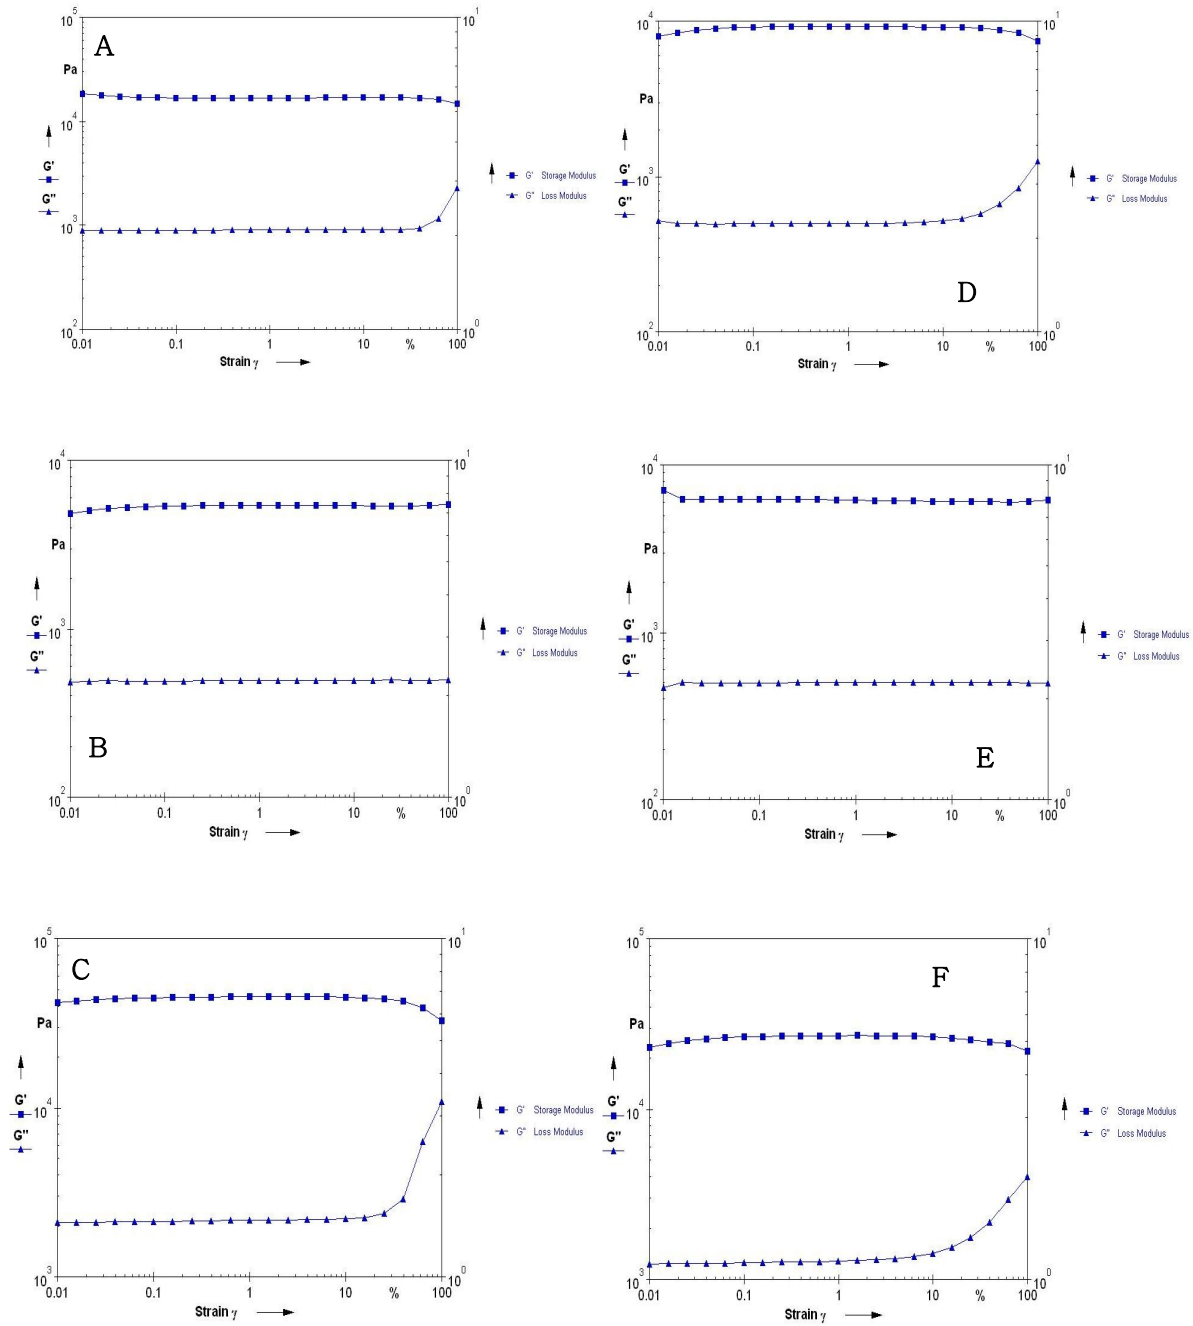 10^5
10^1
A
Pa
10^4
G'
G"
10^3
10^2
10^0
0.01 0.1 1 10 % 100
Strain γ
G' Storage Modulus
G" Loss Modulus
10^4
10^1
Pa
10^3
G'
G"
D
10^2
10^0
0.01 0.1 1 10 % 100
Strain γ
G' Storage Modulus
G" Loss Modulus
10^4
10^1
Pa
G'
10^3
G"
B
10^2
10^0
0.01 0.1 1 10 % 100
Strain γ
G' Storage Modulus
G" Loss Modulus
10^4
10^1
Pa
G'
10^3
G"
E
10^2
10^0
0.01 0.1 1 10 % 100
Strain γ
G' Storage Modulus
G" Loss Modulus
10^5
10^1
C
Pa
G'
10^4
G"
10^3
10^0
0.01 0.1 1 10 % 100
Strain γ
G' Storage Modulus
G" Loss Modulus
10^5
10^1
F
Pa
G'
10^4
G"
10^3
10^0
0.01 0.1 1 10 % 100
Strain γ
G' Storage Modulus
G" Loss Modulus